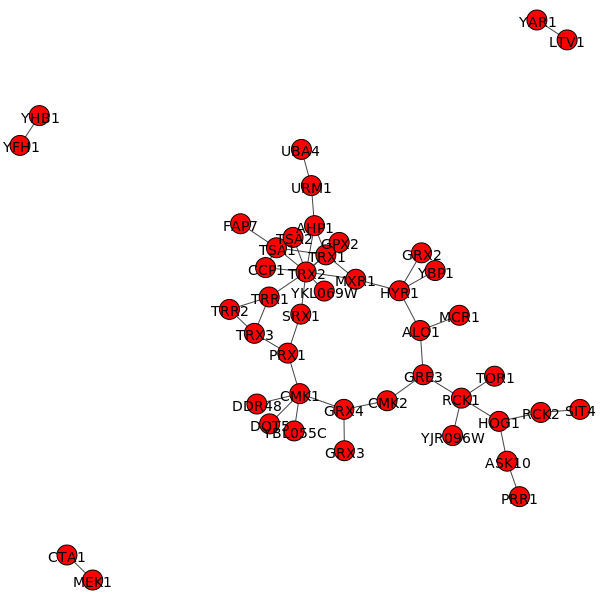 YAR1
LTV1
YHB1
YFH1
UBA4
URM1
FAP7
AHP1
TSA2
GPX2
TSA1
TRX1
GRX2
CCP1
TRX2
MXR1
YBP1
YKL069W
HYR1
TRR1
TRR2
SRX1
MCR1
TRX3
ALO1
PRX1
GRE3
TOR1
CMK1
CMK2
RCK1
DDR48
GRX4
RCK2
SIT4
HOG1
YBL055C
YJR096W
GRX3
ASK10
PRR1
CTA1
MEK1